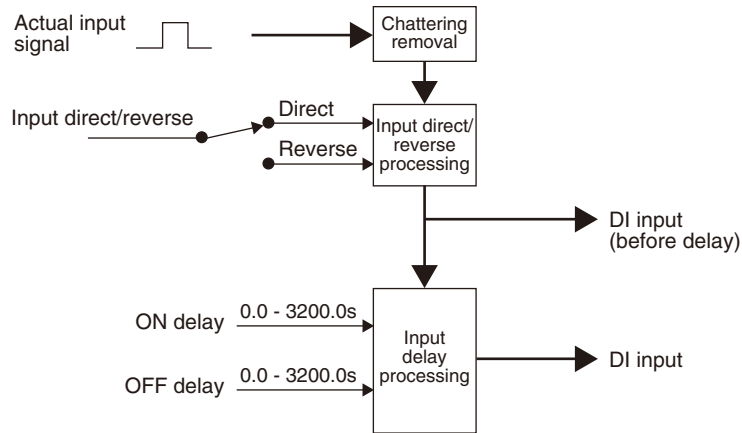 Actual input
signal
Chattering
removal
Input direct/reverse
Direct
Reverse
Input direct/
reverse
processing
DI input
(before delay)
ON delay
0.0 - 3200.0s
OFF delay
0.0 - 3200.0s
Input
delay
processing
DI input